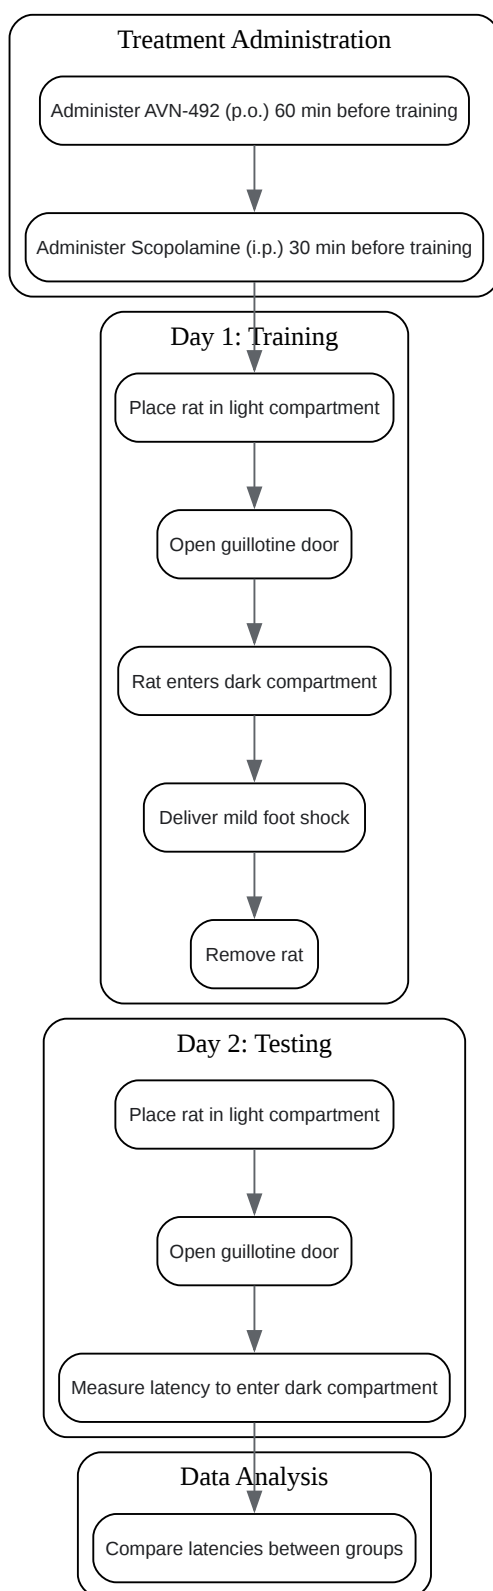 Treatment Administration
Administer AVN-492 (p.o.) 60 min before training
Administer Scopolamine (i.p.) 30 min before training
Day 1: Training
Place rat in light compartment
Open guillotine door
Rat enters dark compartment
Deliver mild foot shock
Remove rat
Day 2: Testing
Place rat in light compartment
Open guillotine door
Measure latency to enter dark compartment
Data Analysis
Compare latencies between groups